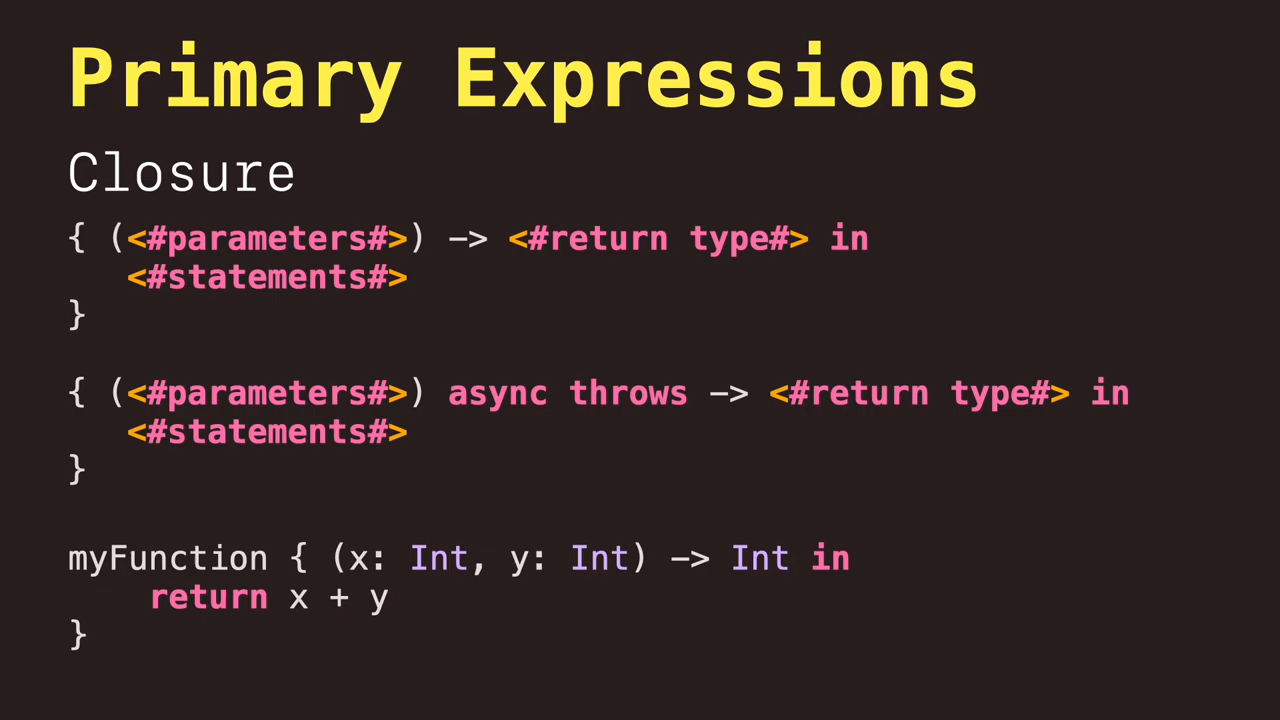 Primary Expressions
Closure
{ (<#parameters#>) -> <#return type#> in
<#statements#>
}
{ (<#parameters#>) async throws -> <#return type#> in
<#statements#>
}
myFunction { (x: Int, y: Int) -> Int in
return x + y
}